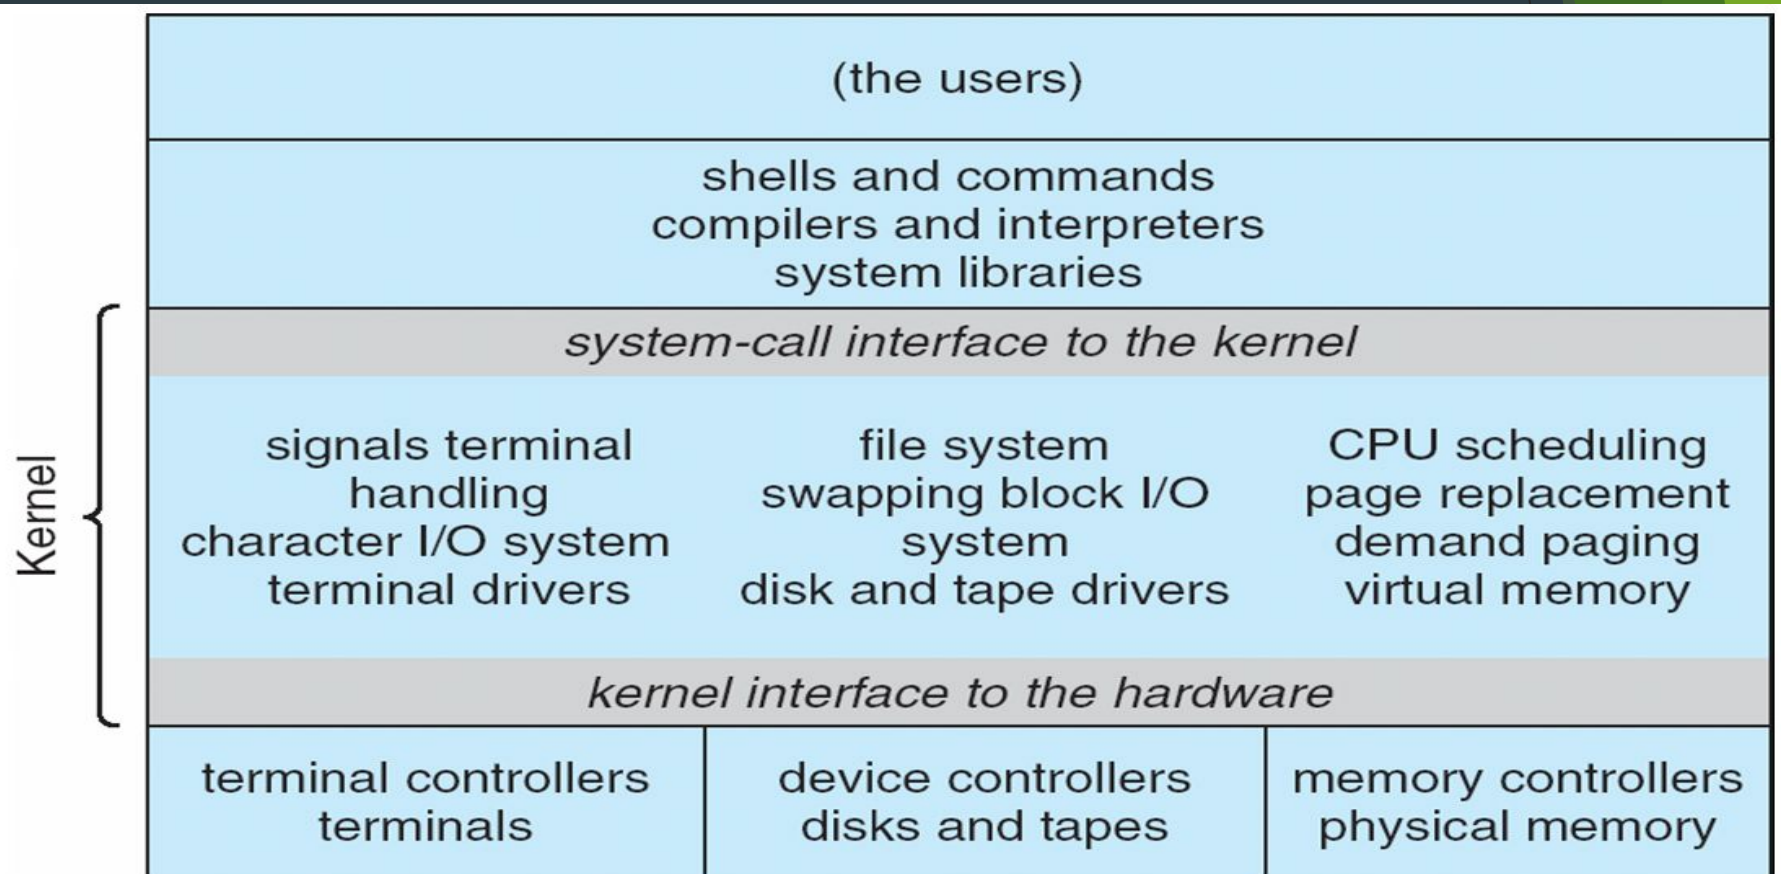 (the users)
shells and commands
compilers and interpreters
system libraries
system-call interface to the kernel
Kernel
signals terminal
handling
character I/O system
terminal drivers
file system
swapping block I/O
system
disk and tape drivers
CPU scheduling
page replacement
demand paging
virtual memory
kernel interface to the hardware
terminal controllers
terminals
device controllers
disks and tapes
memory controllers
physical memory